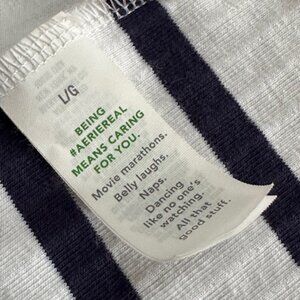 L/G
BEING
#AERIEREAL
MEANS CARING
FOR YOU.
Movie marathons.
Belly laughs.
Naps.
Dancing
like no one's
watching.
All that
good stuff.